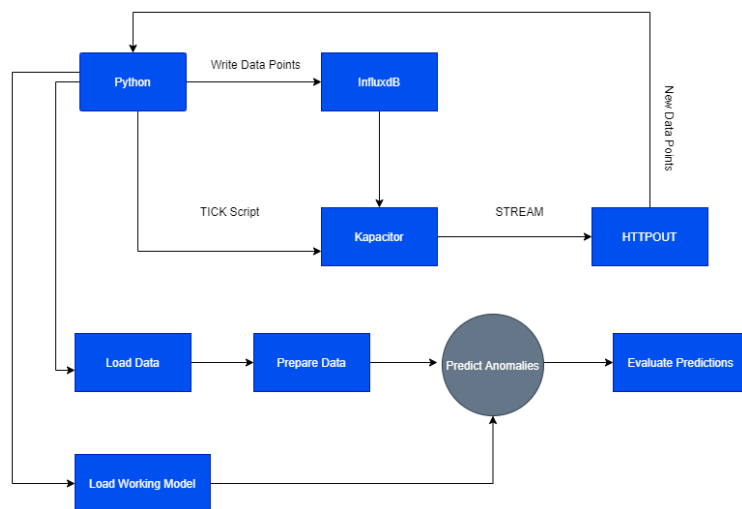 Python
Write Data Points
InfluxdB
New Data Points
TICK Script
Kapacitor
STREAM
HTTPOUT
Load Data
Prepare Data
Predict Anomalies
Evaluate Predictions
Load Working Model